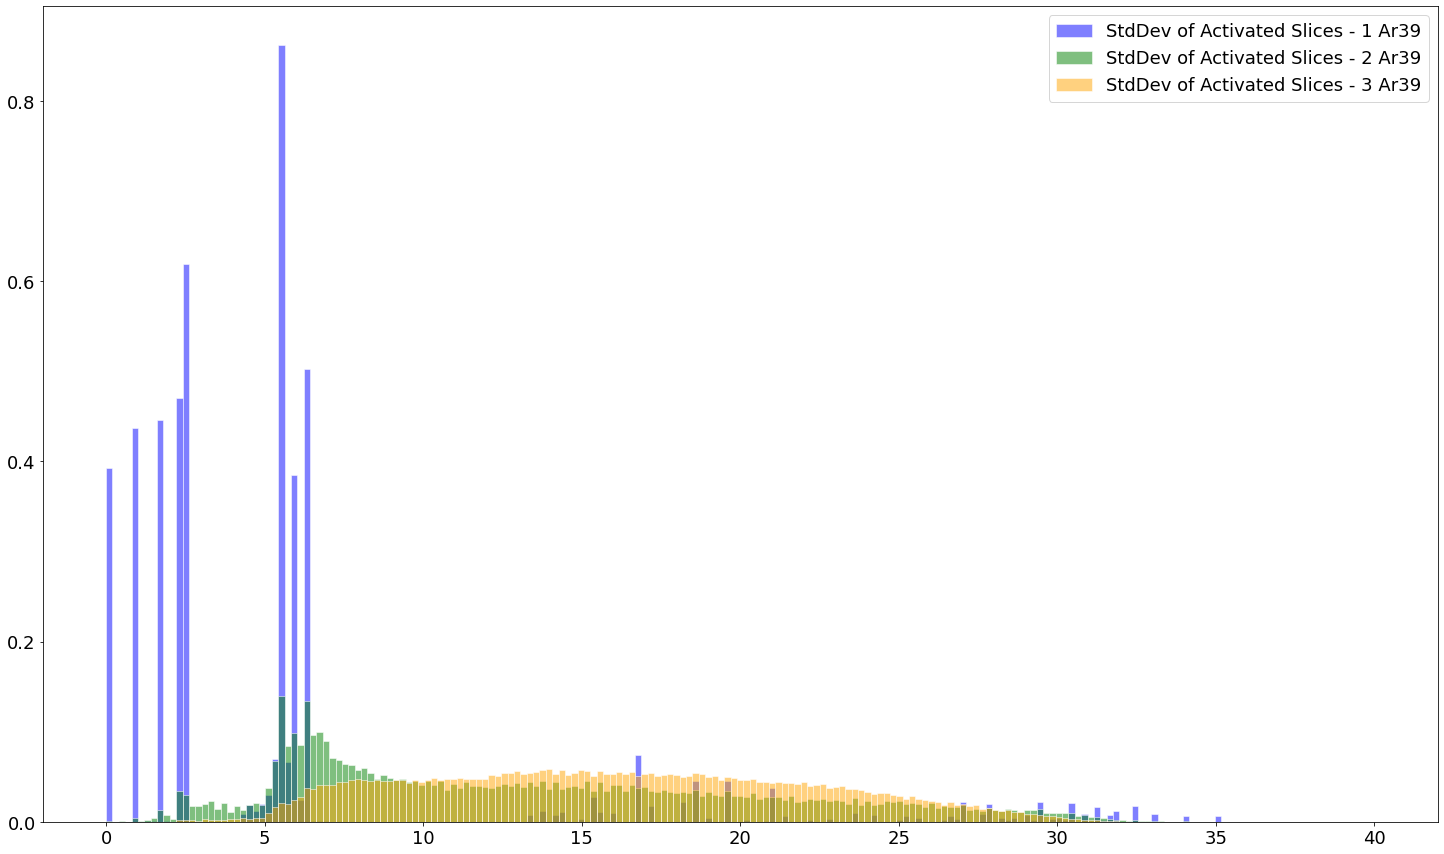 StdDev of Activated Slices - 1 Ar39
StdDev of Activated Slices - 2 Ar39
StdDev of Activated Slices - 3 Ar39
0.8
0.6
0.4
0.2
0.0
0 5 10 15 20 25 30 35 40